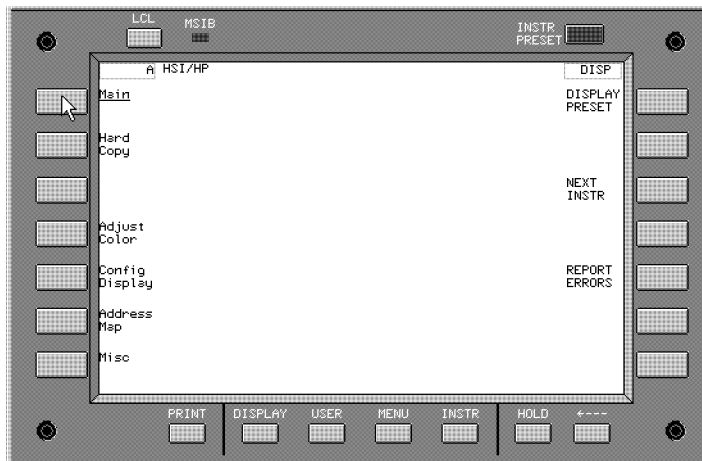 LCL
MSIB
INSTR
PRESET
A HSI/HP
DISP
Main
DISPLAY
PRESET
Hard
Copy
NEXT
INSTR
Adjust
Color
Config
Display
REPORT
ERRORS
Address
Map
Misc
PRINT DISPLAY USER MENU INSTR HOLD <---